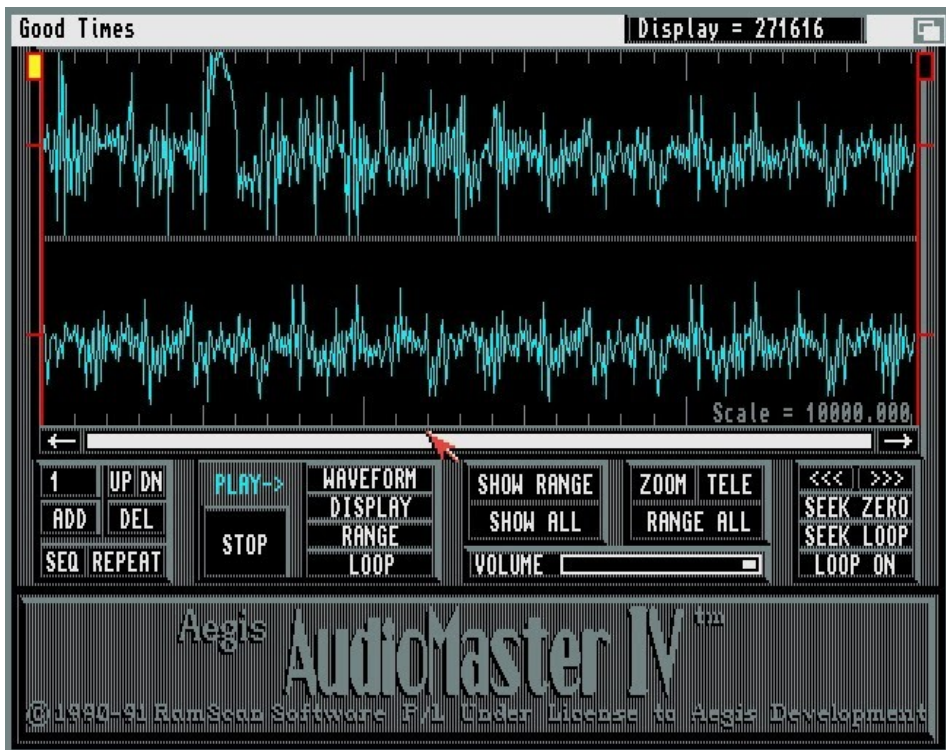 Good Times Display = 271616
Scale = 10000.000
1 UP DN
ADD DEL
SEQ REPEAT
PLAY->
STOP
WAVEFORM
DISPLAY
RANGE
LOOP
SHOW RANGE
SHOW ALL
ZOOM TELE
RANGE ALL
VOLUME
<<< >>>
SEEK ZERO
SEEK LOOP
LOOP ON
Aegis AudioMaster IV™
©1990-91 RamScan Software P/L Under License to Aegis Development